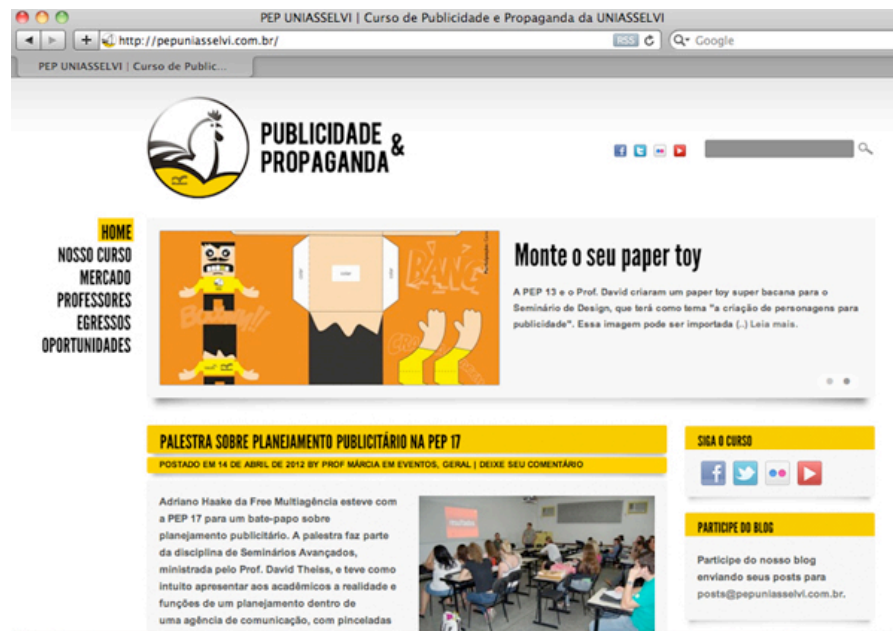 PEP UNIASSELVI | Curso de Publicidade e Propaganda da UNIASSELVI
http://pepuniasselvi.com.br/
RSS
Google
PEP UNIASSELVI | Curso de Public...
PUBLICIDADE &
PROPAGANDA
HOME
NOSSO CURSO
MERCADO
PROFESSORES
EGRESSOS
OPORTUNIDADES
BANG
Monte o seu paper toy
A PEP 13 e o Prof. David criaram um paper toy super bacana para o
Seminário de Design, que terá como tema "a criação de personagens para
publicidade". Essa imagem pode ser importada (..) Leia mais.
PALESTRA SOBRE PLANEJAMENTO PUBLICITÁRIO NA PEP 17
POSTADO EM 14 DE ABRIL DE 2012 BY PROF MÁRCIA EM EVENTOS, GERAL | DEIXE SEU COMENTÁRIO
Adriano Haake da Free Multiagência esteve com
a PEP 17 para um bate-papo sobre
planejamento publicitário. A palestra faz parte
da disciplina de Seminários Avançados,
ministrada pelo Prof. David Theiss, e teve como
intuito apresentar aos acadêmicos a realidade e
funções de um planejamento dentro de
uma agência de comunicação, com pinceladas
SIGA O CURSO
PARTICIPE DO BLOG
Participe do nosso blog
enviando seus posts para
posts@pepuniasselvi.com.br.